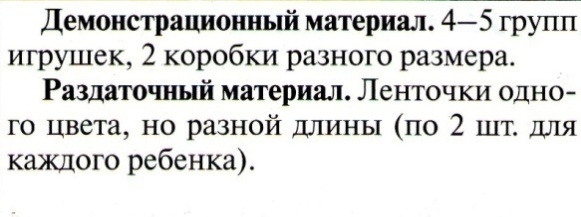 Демонстрационный материал. 4—5 групп
игрушек, 2 коробки разного размера.
Раздаточный материал. Ленточки одно-
го цвета, но разной длины (по 2 шт. для
каждого ребенка).